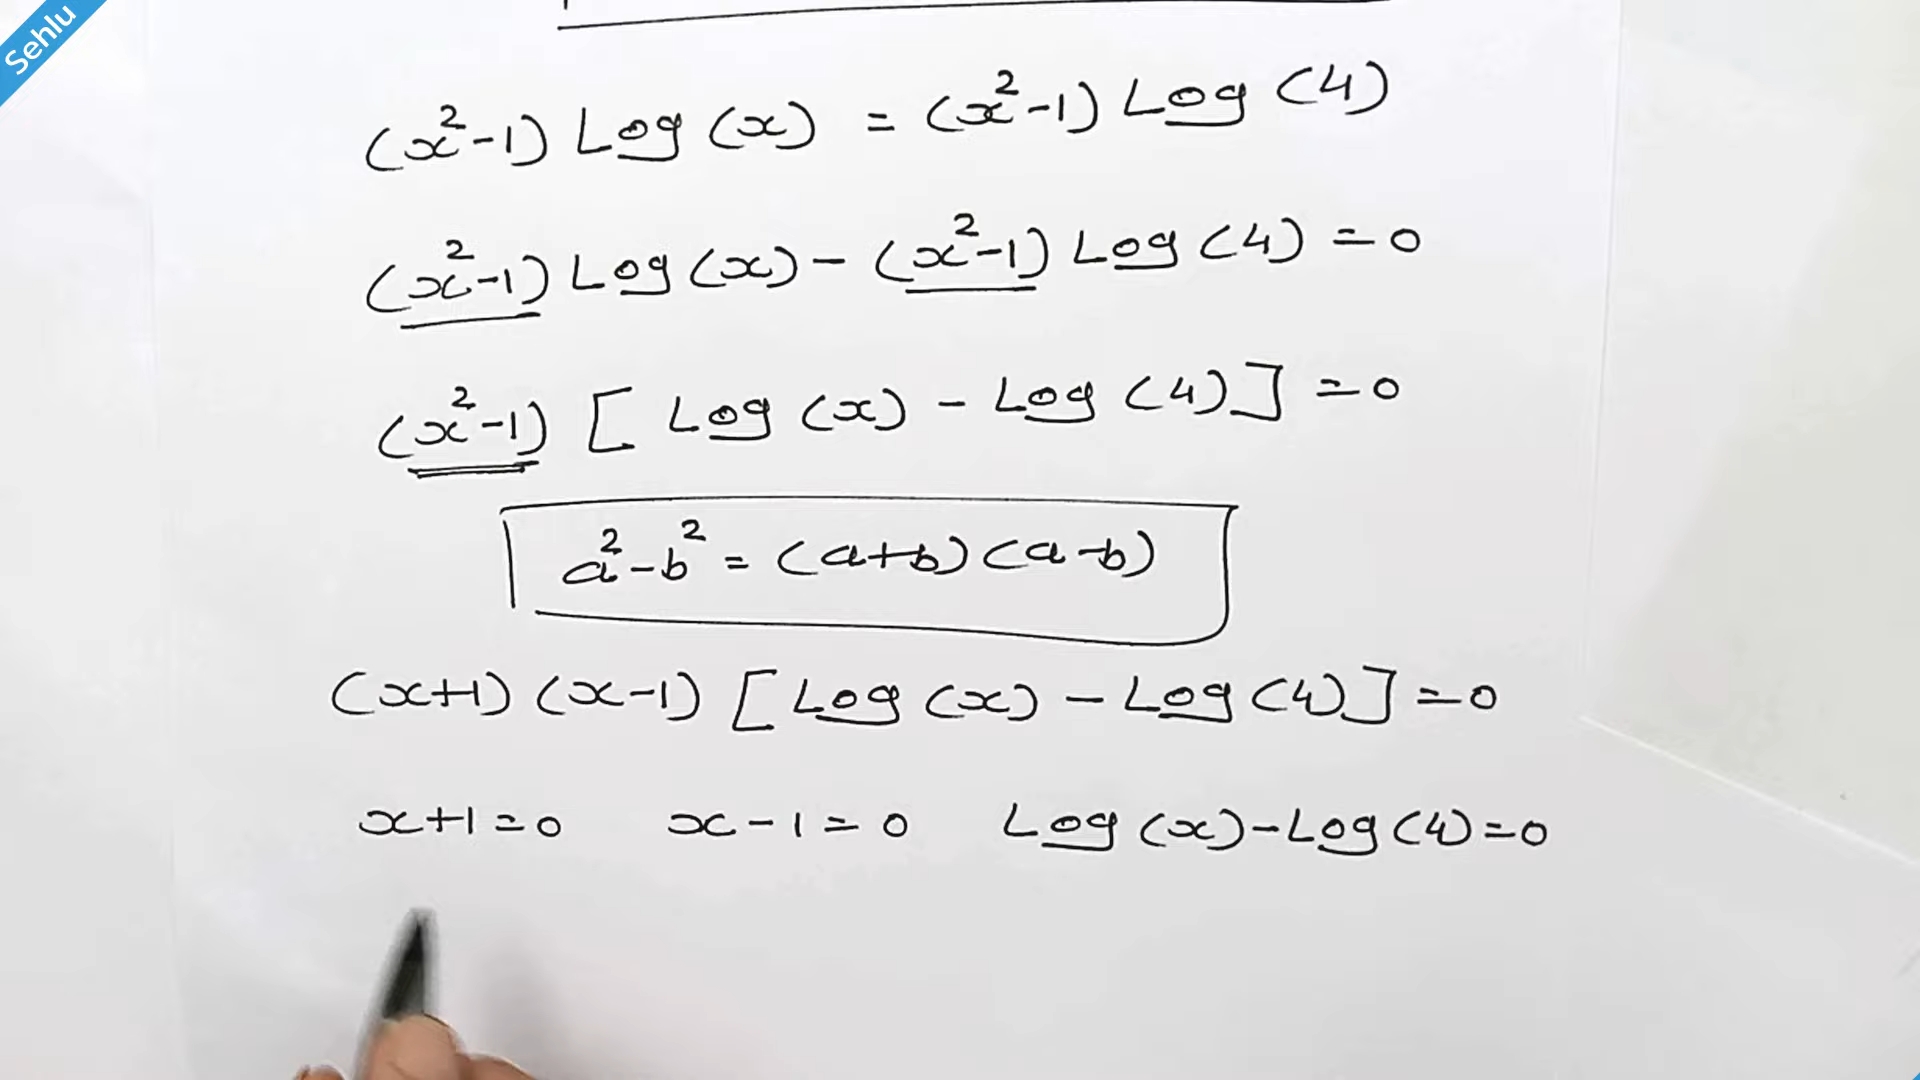 Sehlu
(x²-1) Log (x) = (x²-1) Log (4)
(x²-1) Log (x) - (x²-1) Log (4) = 0
(x²-1) [ Log (x) - Log (4) ] = 0
a²-b² = (a+b) (a-b)
(x+1) (x-1) [ Log (x) - Log (4) ] = 0
x+1=0 x-1=0 Log (x) - Log (4) = 0